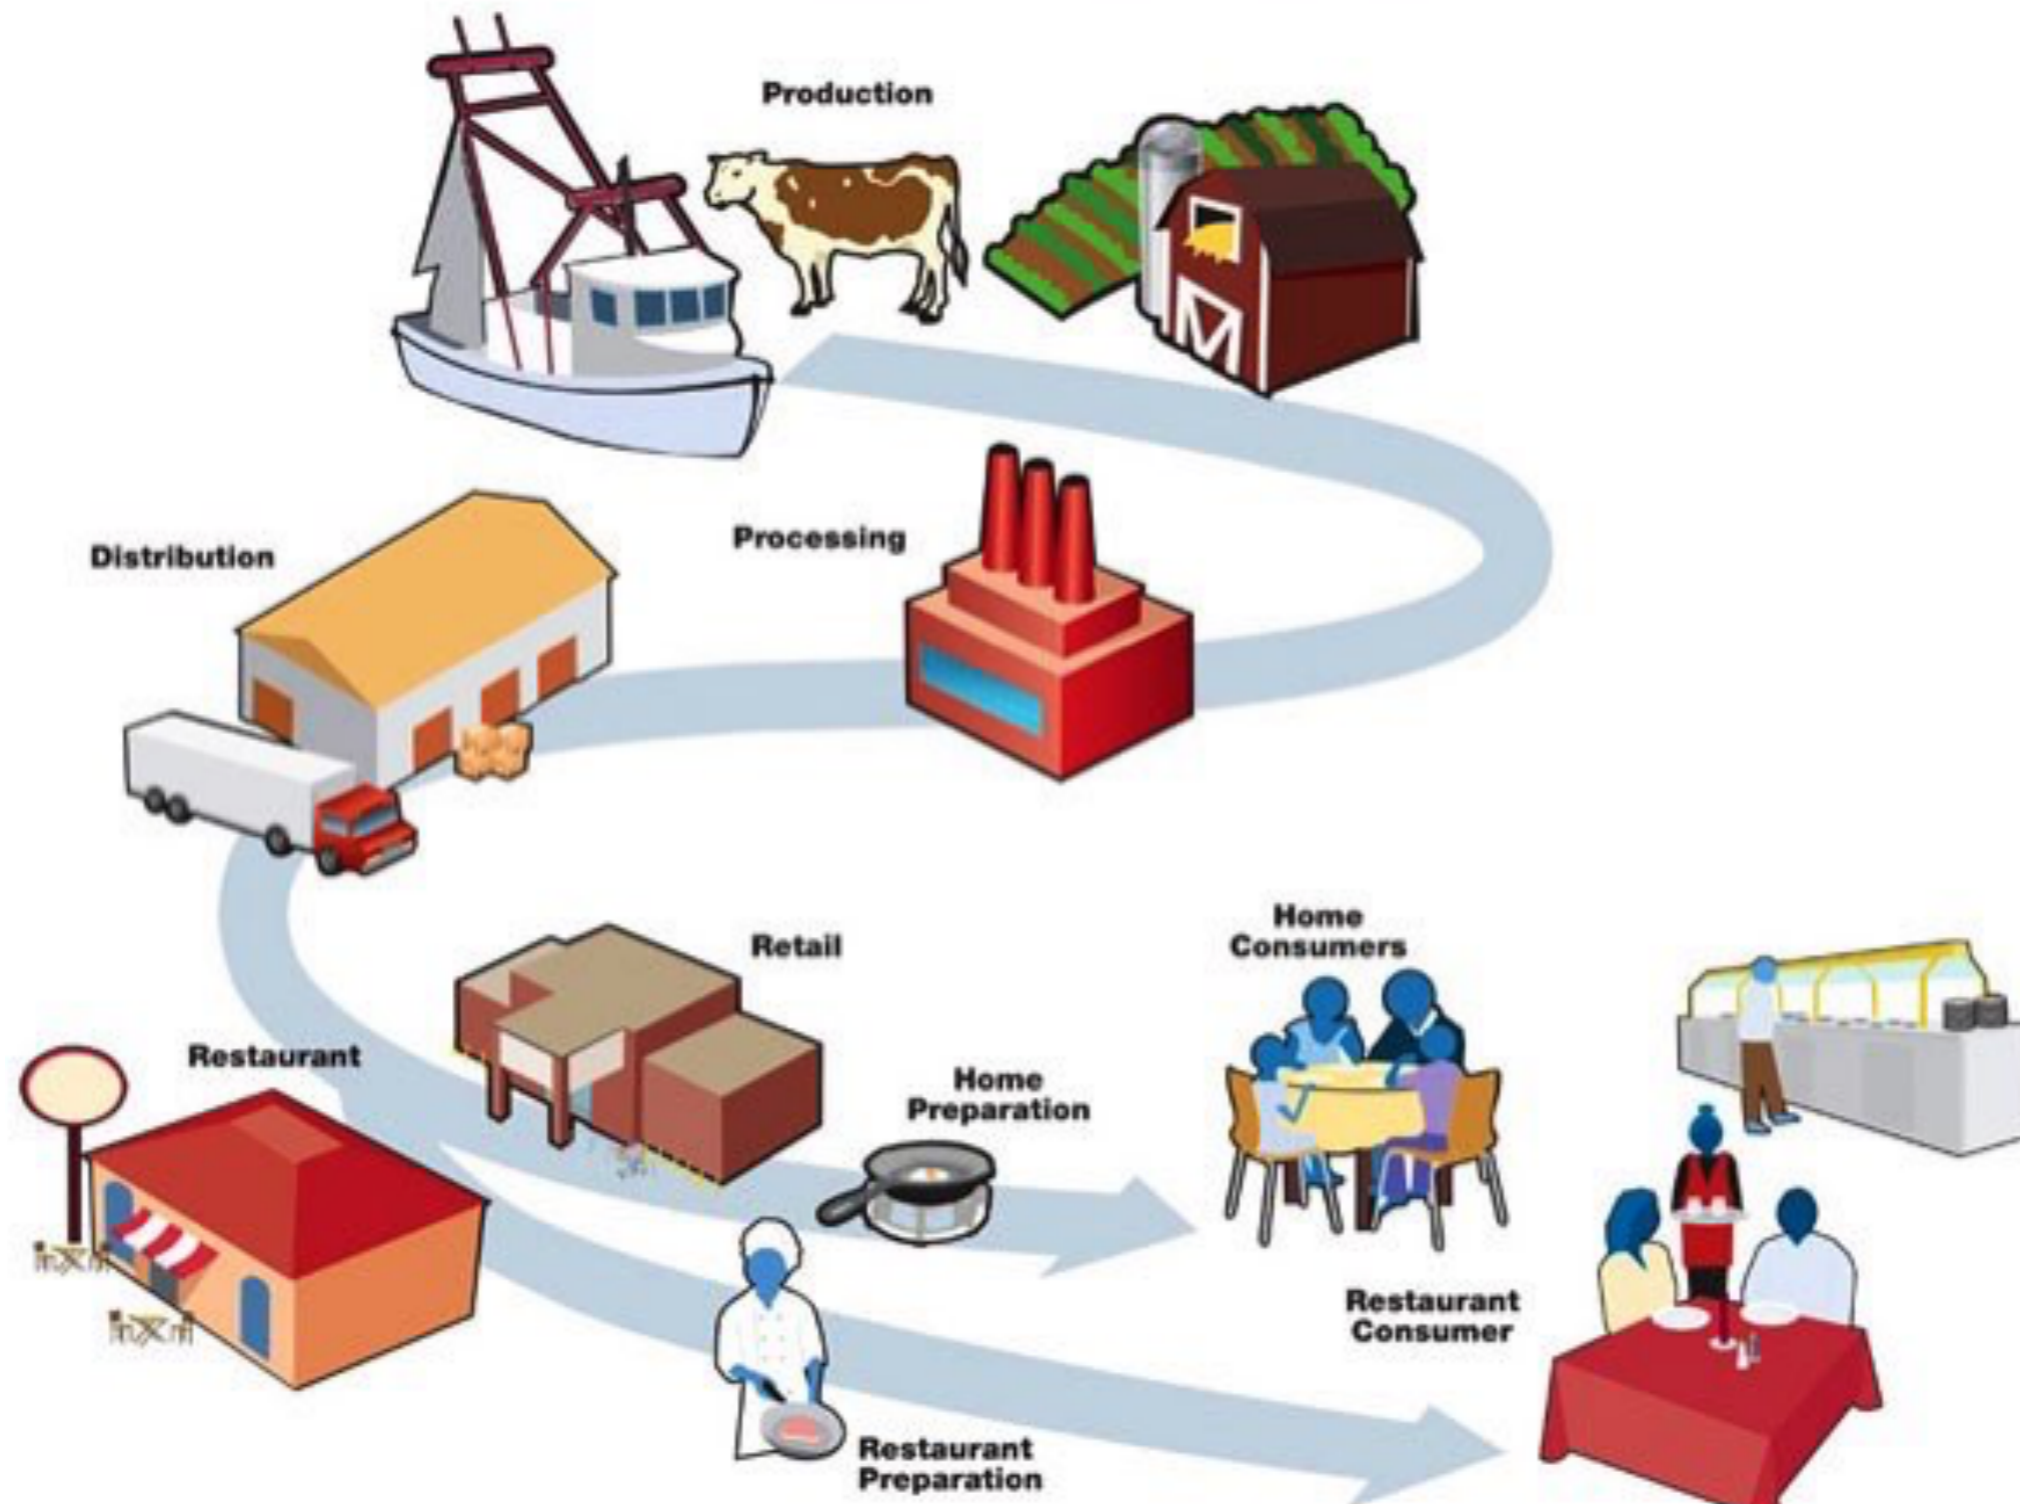 Production
Processing
Distribution
Retail
Restaurant
Home
Preparation
Home
Consumers
Restaurant
Preparation
Restaurant
Consumer